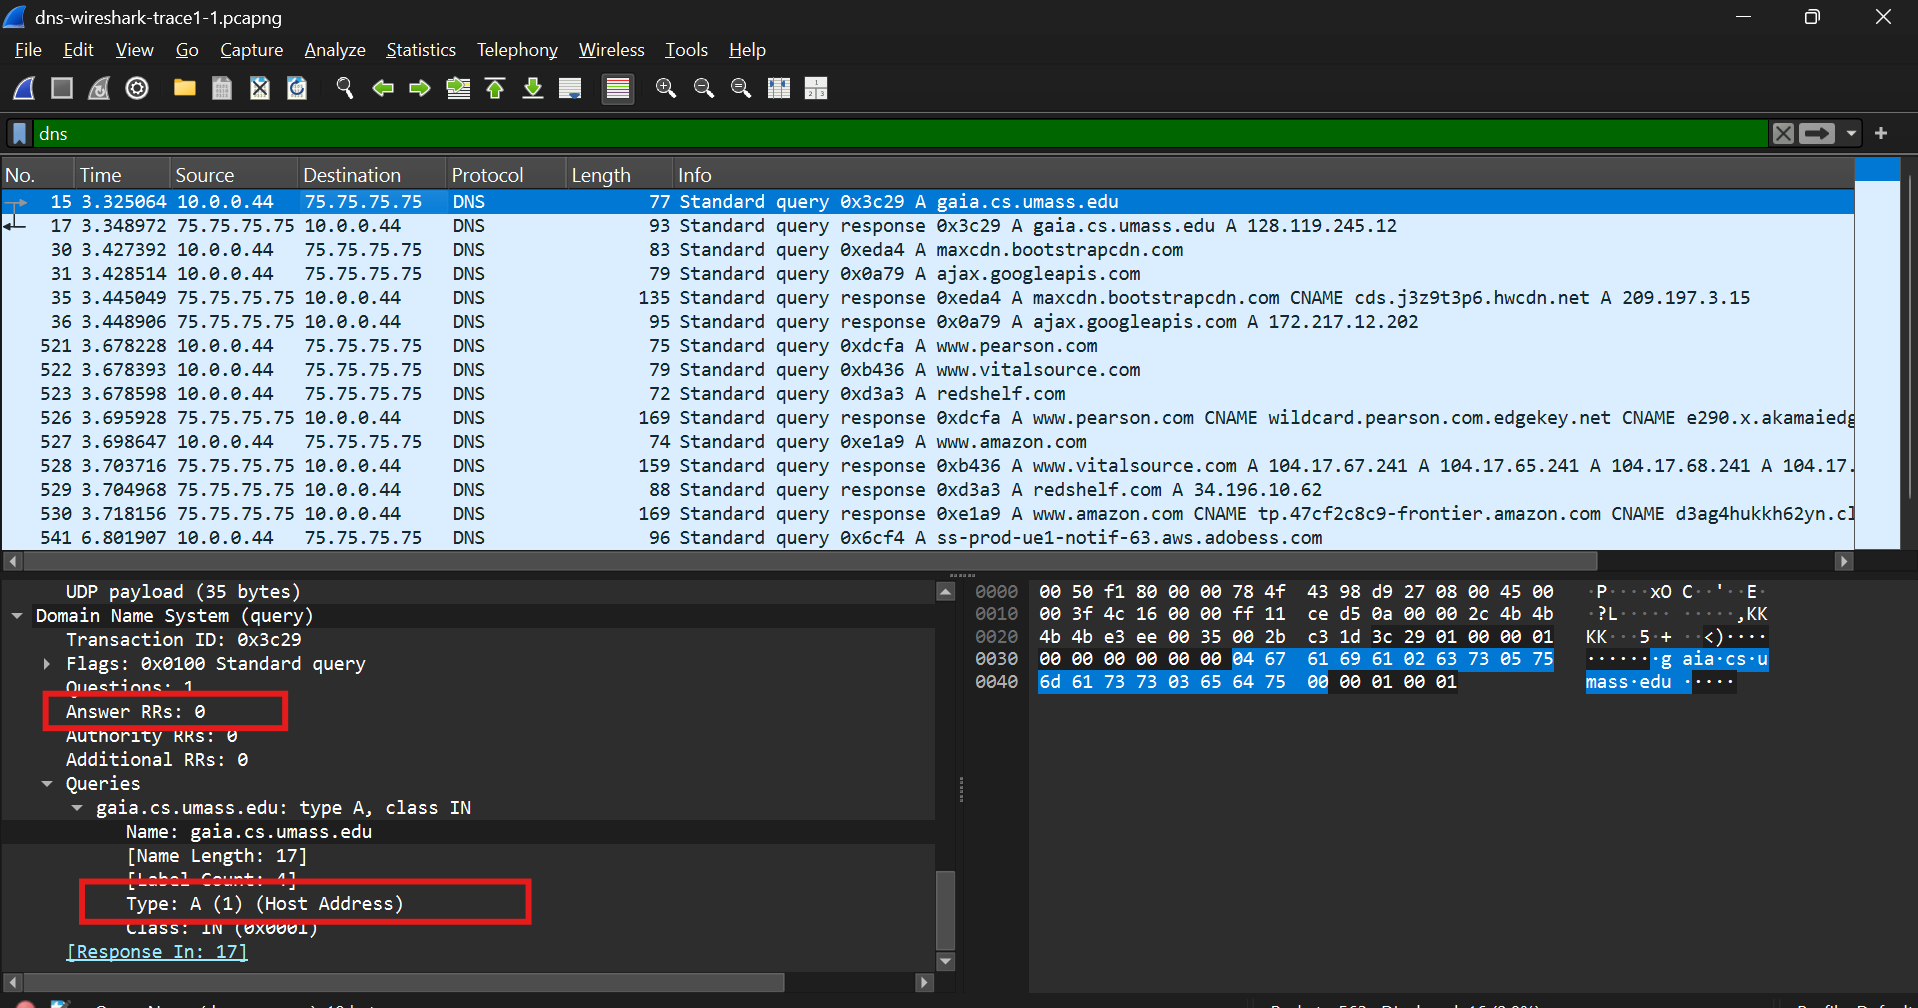 dns-wireshark-trace1-1.pcapng
File Edit View Go Capture Analyze Statistics Telephony Wireless Tools Help
dns
No. Time Source Destination Protocol Length Info
15 3.325064 10.0.0.44 75.75.75.75 DNS 77 Standard query 0x3c29 A gaia.cs.umass.edu
17 3.348972 75.75.75.75 10.0.0.44 DNS 93 Standard query response 0x3c29 A gaia.cs.umass.edu A 128.119.245.12
30 3.427392 10.0.0.44 75.75.75.75 DNS 83 Standard query 0xeda4 A maxcdn.bootstrapcdn.com
31 3.428514 10.0.0.44 75.75.75.75 DNS 79 Standard query 0x0a79 A ajax.googleapis.com
35 3.445049 75.75.75.75 10.0.0.44 DNS 135 Standard query response 0xeda4 A maxcdn.bootstrapcdn.com CNAME cds.j3z9t3p6.hwcdn.net A 209.197.3.15
36 3.448906 75.75.75.75 10.0.0.44 DNS 95 Standard query response 0x0a79 A ajax.googleapis.com A 172.217.12.202
521 3.678228 10.0.0.44 75.75.75.75 DNS 75 Standard query 0xdcfa A www.pearson.com
522 3.678393 10.0.0.44 75.75.75.75 DNS 79 Standard query 0xb436 A www.vitalsource.com
523 3.678598 10.0.0.44 75.75.75.75 DNS 72 Standard query 0xd3a3 A redshelf.com
526 3.695928 75.75.75.75 10.0.0.44 DNS 169 Standard query response 0xdcfa A www.pearson.com CNAME wildcard.pearson.com.edgekey.net CNAME e290.x.akamaiedg
527 3.698647 10.0.0.44 75.75.75.75 DNS 74 Standard query 0xe1a9 A www.amazon.com
528 3.703716 75.75.75.75 10.0.0.44 DNS 159 Standard query response 0xb436 A www.vitalsource.com A 104.17.67.241 A 104.17.65.241 A 104.17.68.241 A 104.17.
529 3.704968 75.75.75.75 10.0.0.44 DNS 88 Standard query response 0xd3a3 A redshelf.com A 34.196.10.62
530 3.718156 75.75.75.75 10.0.0.44 DNS 169 Standard query response 0xe1a9 A www.amazon.com CNAME tp.47cf2c8c9-frontier.amazon.com CNAME d3ag4hukkh62yn.cl
541 6.801907 10.0.0.44 75.75.75.75 DNS 96 Standard query 0x6cf4 A ss-prod-ue1-notif-63.aws.adobess.com
UDP payload (35 bytes)
Domain Name System (query)
Transaction ID: 0x3c29
Flags: 0x0100 Standard query
Questions: 1
Answer RRs: 0
Authority RRs: 0
Additional RRs: 0
Queries
gaia.cs.umass.edu: type A, class IN
Name: gaia.cs.umass.edu
[Name Length: 17]
[Label Count: 4]
Type: A (1) (Host Address)
Class: IN (0x0001)
[Response In: 17]
0000 00 50 f1 80 00 00 78 4f 43 98 d9 27 08 00 45 00 ·P····xO C··'··E·
0010 00 3f 4c 16 00 00 ff 11 ce d5 0a 00 00 2c 4b 4b ·?L····· ·····,KK
0020 4b 4b e3 ee 00 35 00 2b c3 1d 3c 29 01 00 00 01 KK···5·+ ··<)····
0030 00 00 00 00 00 00 04 67 61 69 61 02 63 73 05 75 ·······g aia·cs·u
0040 6d 61 73 73 03 65 64 75 00 00 01 00 01 mass·edu ·····